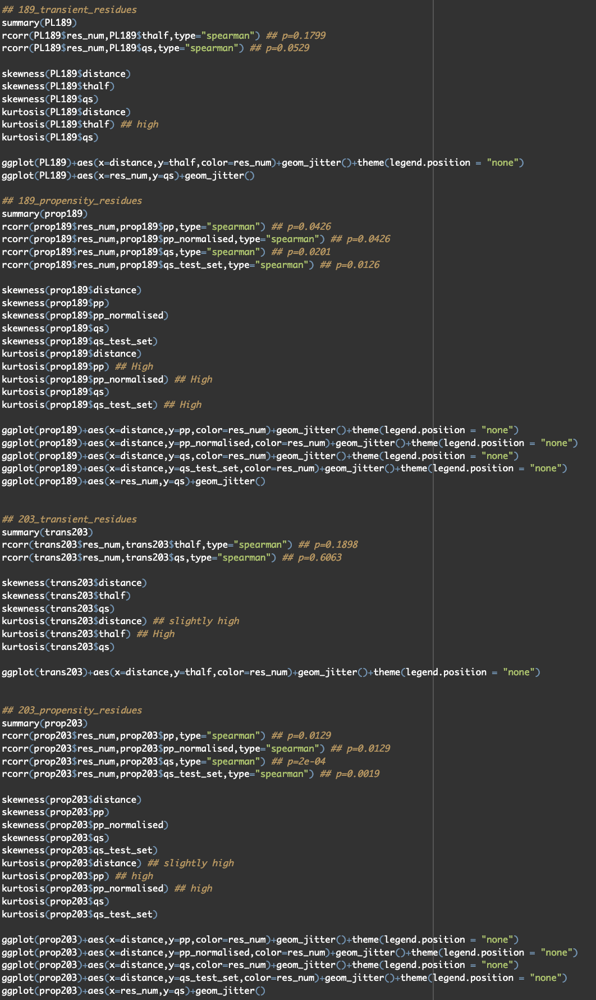 ## 189_transient_residues
summary(PL189)
rcorr(PL189$res_num,PL189$thalf,type="spearman") ## p=0.1799
rcorr(PL189$res_num,PL189$qs,type="spearman") ## p=0.0529
skewness(PL189$distance)
skewness(PL189$thalf)
skewness(PL189$qs)
kurtosis(PL189$distance)
kurtosis(PL189$thalf) ## high
kurtosis(PL189$qs)
ggplot(PL189)+aes(x=distance,y=thalf,color=res_num)+geom_jitter()+theme(legend.position = "none")
ggplot(PL189)+aes(x=res_num,y=qs)+geom_jitter()
## 189_propensity_residues
summary(prop189)
rcorr(prop189$res_num,prop189$pp,type="spearman") ## p=0.0426
rcorr(prop189$res_num,prop189$pp_normalised,type="spearman") ## p=0.0426
rcorr(prop189$res_num,prop189$qs,type="spearman") ## p=0.0201
rcorr(prop189$res_num,prop189$qs_test_set,type="spearman") ## p=0.0126
skewness(prop189$distance)
skewness(prop189$pp)
skewness(prop189$pp_normalised)
skewness(prop189$qs)
skewness(prop189$qs_test_set)
kurtosis(prop189$distance)
kurtosis(prop189$pp) ## High
kurtosis(prop189$pp_normalised) ## High
kurtosis(prop189$qs)
kurtosis(prop189$qs_test_set) ## High
ggplot(prop189)+aes(x=distance,y=pp,color=res_num)+geom_jitter()+theme(legend.position = "none")
ggplot(prop189)+aes(x=distance,y=pp_normalised,color=res_num)+geom_jitter()+theme(legend.position = "none")
ggplot(prop189)+aes(x=distance,y=qs,color=res_num)+geom_jitter()+theme(legend.position = "none")
ggplot(prop189)+aes(x=distance,y=qs_test_set,color=res_num)+geom_jitter()+theme(legend.position = "none")
ggplot(prop189)+aes(x=res_num,y=qs)+geom_jitter()
## 203_transient_residues
summary(trans203)
rcorr(trans203$res_num,trans203$thalf,type="spearman") ## p=0.1898
rcorr(trans203$res_num,trans203$qs,type="spearman") ## p=0.6063
skewness(trans203$distance)
skewness(trans203$thalf)
skewness(trans203$qs)
kurtosis(trans203$distance) ## slightly high
kurtosis(trans203$thalf) ## High
kurtosis(trans203$qs)
ggplot(trans203)+aes(x=distance,y=thalf,color=res_num)+geom_jitter()+theme(legend.position = "none")
## 203_propensity_residues
summary(prop203)
rcorr(prop203$res_num,prop203$pp,type="spearman") ## p=0.0129
rcorr(prop203$res_num,prop203$pp_normalised,type="spearman") ## p=0.0129
rcorr(prop203$res_num,prop203$qs,type="spearman") ## p=2e-04
rcorr(prop203$res_num,prop203$qs_test_set,type="spearman") ## p=0.0019
skewness(prop203$distance)
skewness(prop203$pp)
skewness(prop203$pp_normalised)
skewness(prop203$qs)
skewness(prop203$qs_test_set)
kurtosis(prop203$distance) ## slightly high
kurtosis(prop203$pp) ## high
kurtosis(prop203$pp_normalised) ## high
kurtosis(prop203$qs)
kurtosis(prop203$qs_test_set)
ggplot(prop203)+aes(x=distance,y=pp,color=res_num)+geom_jitter()+theme(legend.position = "none")
ggplot(prop203)+aes(x=distance,y=pp_normalised,color=res_num)+geom_jitter()+theme(legend.position = "none")
ggplot(prop203)+aes(x=distance,y=qs,color=res_num)+geom_jitter()+theme(legend.position = "none")
ggplot(prop203)+aes(x=distance,y=qs_test_set,color=res_num)+geom_jitter()+theme(legend.position = "none")
ggplot(prop203)+aes(x=res_num,y=qs)+geom_jitter()